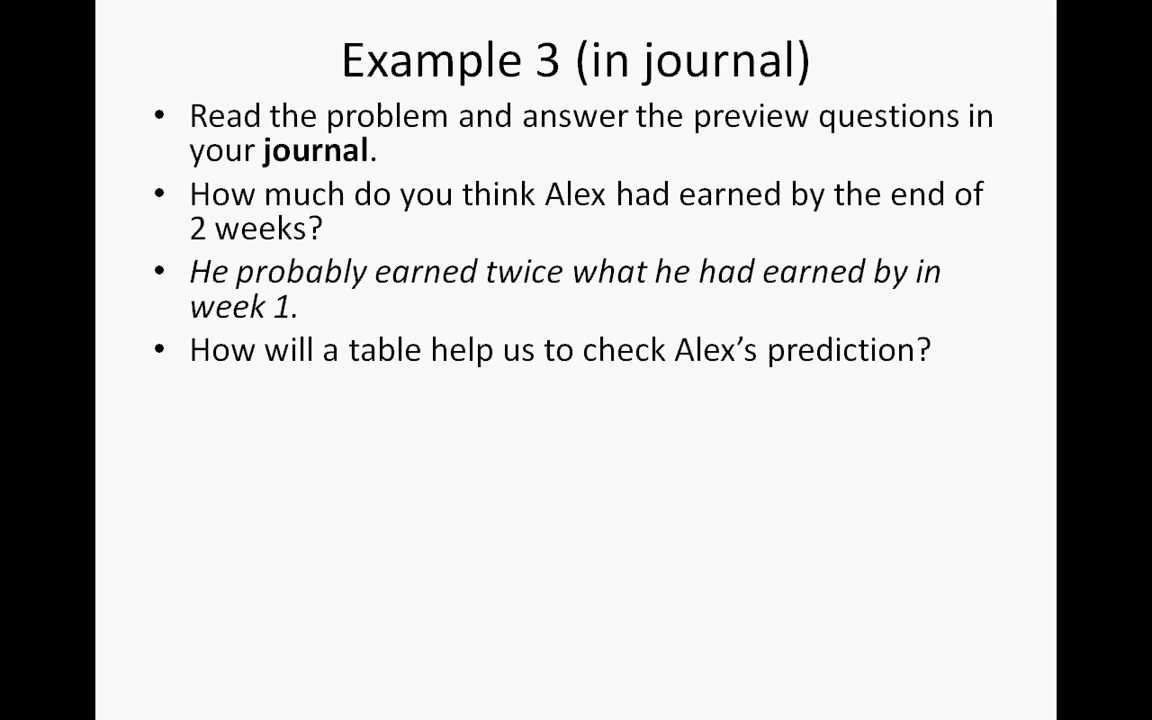 Example 3 (in journal)
• Read the problem and answer the preview questions in
your journal.
• How much do you think Alex had earned by the end of
2 weeks?
• He probably earned twice what he had earned by in
week 1.
• How will a table help us to check Alex’s prediction?